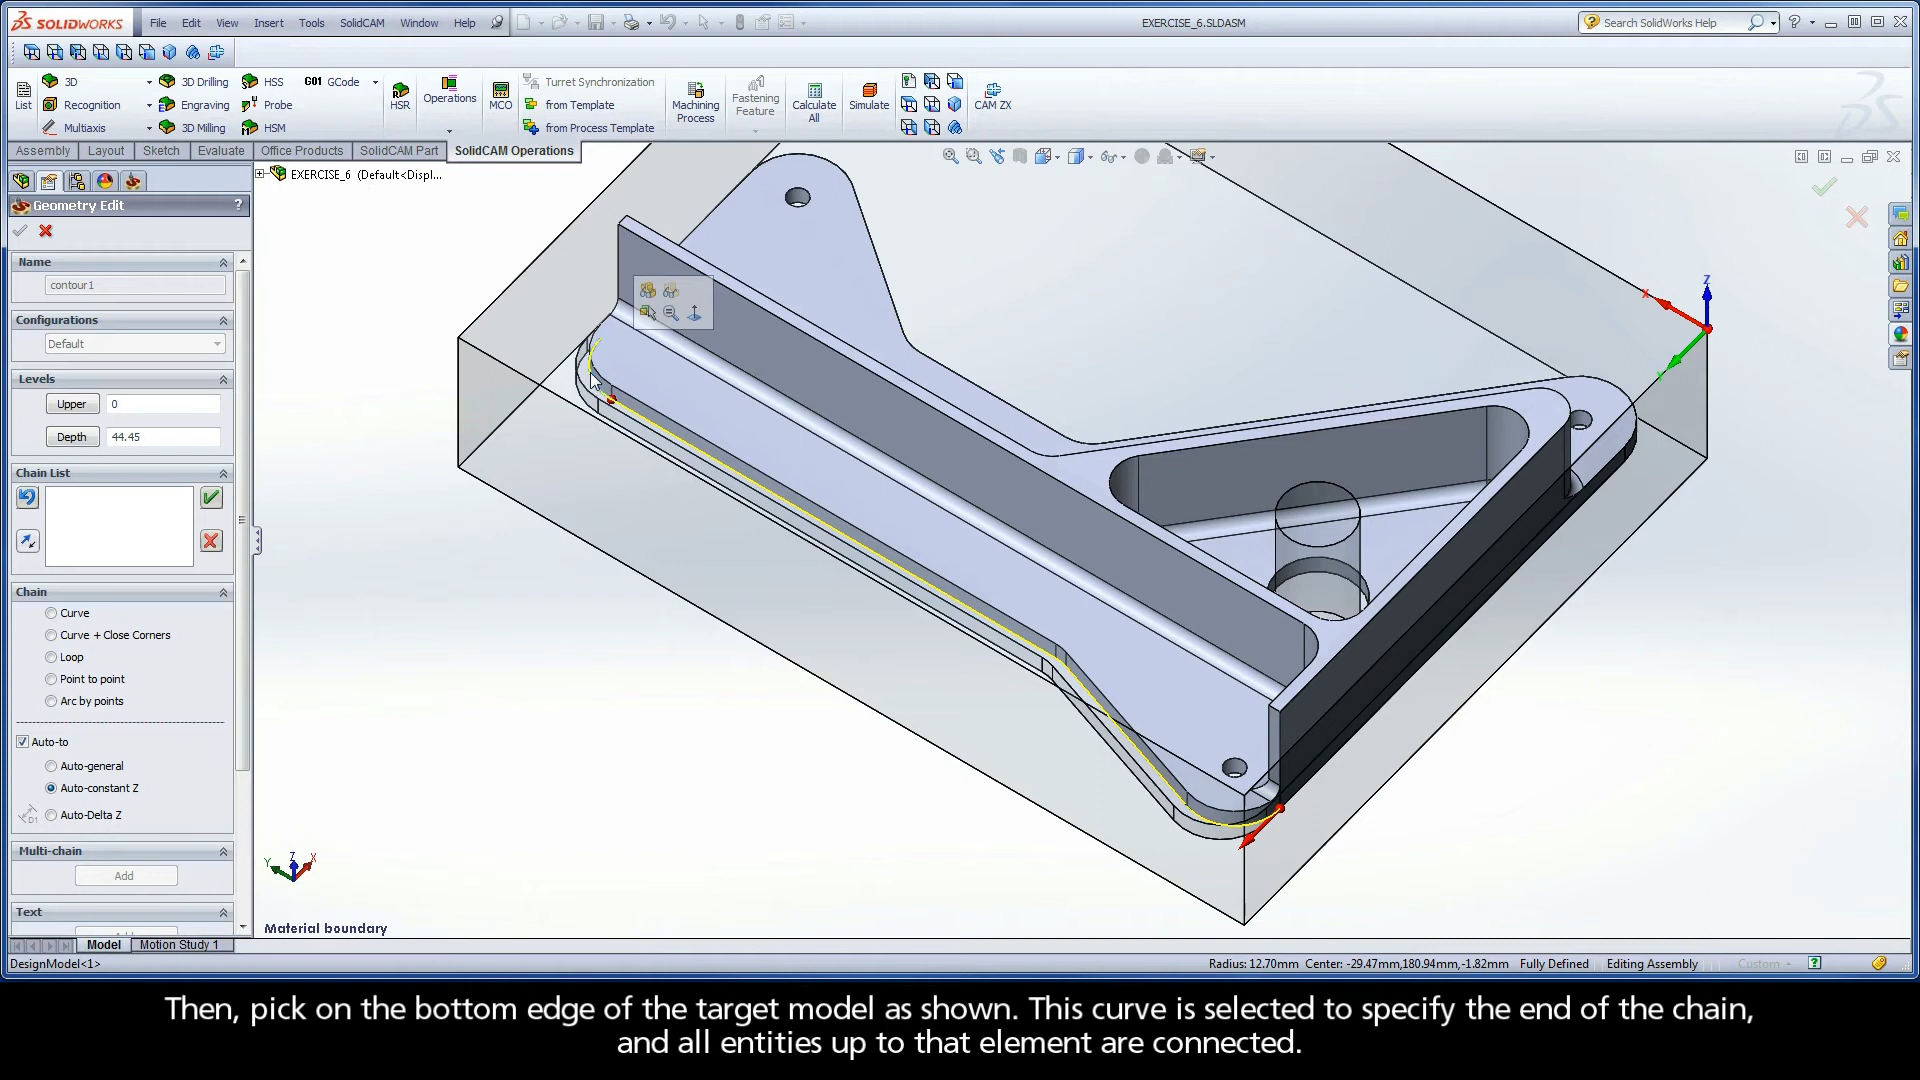 SOLIDWORKS File Edit View Insert Tools SolidCAM Window Help EXERCISE_6.SLDASM Search SolidWorks Help
3D 3D Drilling HSS G01 GCode Turret Synchronization
List Recognition Engraving Probe HSR Operations MCO from Template Machining Process Fastening Feature Calculate All Simulate CAM ZX
Multiaxis 3D Milling HSM from Process Template
Assembly Layout Sketch Evaluate Office Products SolidCAM Part SolidCAM Operations
EXERCISE_6 (Default<Displ...
Geometry Edit ?
Name
contour1
Configurations
Default
Levels
Upper 0
Depth 44.45
Chain List
Chain
Curve
Curve + Close Corners
Loop
Point to point
Arc by points
Auto-to
Auto-general
Auto-constant Z
D1 Auto-Delta Z
Multi-chain
Add
Text
Z
X
Y
Y Z X
Material boundary
Model Motion Study 1
DesignModel<1> Radius: 12.70mm Center: -29.47mm,180.94mm,-1.82mm Fully Defined Editing Assembly Custom
Then, pick on the bottom edge of the target model as shown. This curve is selected to specify the end of the chain,
and all entities up to that element are connected.